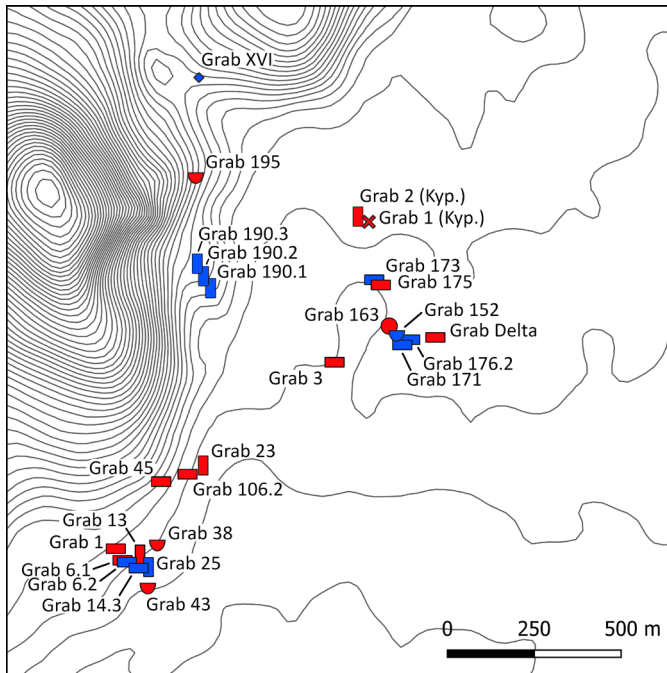 Grab XVI
Grab 195
Grab 2 (Kyp.)
Grab 1 (Kyp.)
Grab 190.3
Grab 190.2
Grab 190.1
Grab 173
Grab 175
Grab 163
Grab 152
Grab Delta
Grab 176.2
Grab 171
Grab 3
Grab 23
Grab 45
Grab 106.2
Grab 13
Grab 38
Grab 1
Grab 25
Grab 6.1
Grab 6.2
Grab 14.3
Grab 43
0 250 500 m